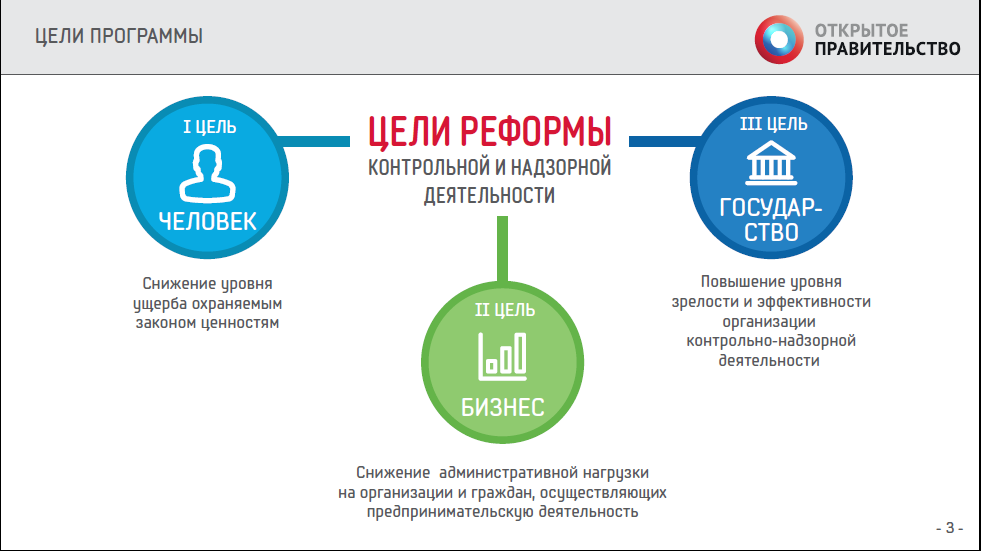 ЦЕЛИ ПРОГРАММЫ
ОТКРЫТОЕ
ПРАВИТЕЛЬСТВО
I ЦЕЛЬ
ЧЕЛОВЕК
Снижение уровня
ущерба охраняемым
законом ценностям
ЦЕЛИ РЕФОРМЫ
КОНТРОЛЬНОЙ И НАДЗОРНОЙ
ДЕЯТЕЛЬНОСТИ
II ЦЕЛЬ
БИЗНЕС
Снижение административной нагрузки
на организации и граждан, осуществляющих
предпринимательскую деятельность
III ЦЕЛЬ
ГОСУДАР-
СТВО
Повышение уровня
зрелости и эффективности
организации
контрольно-надзорной
деятельности
- 3 -